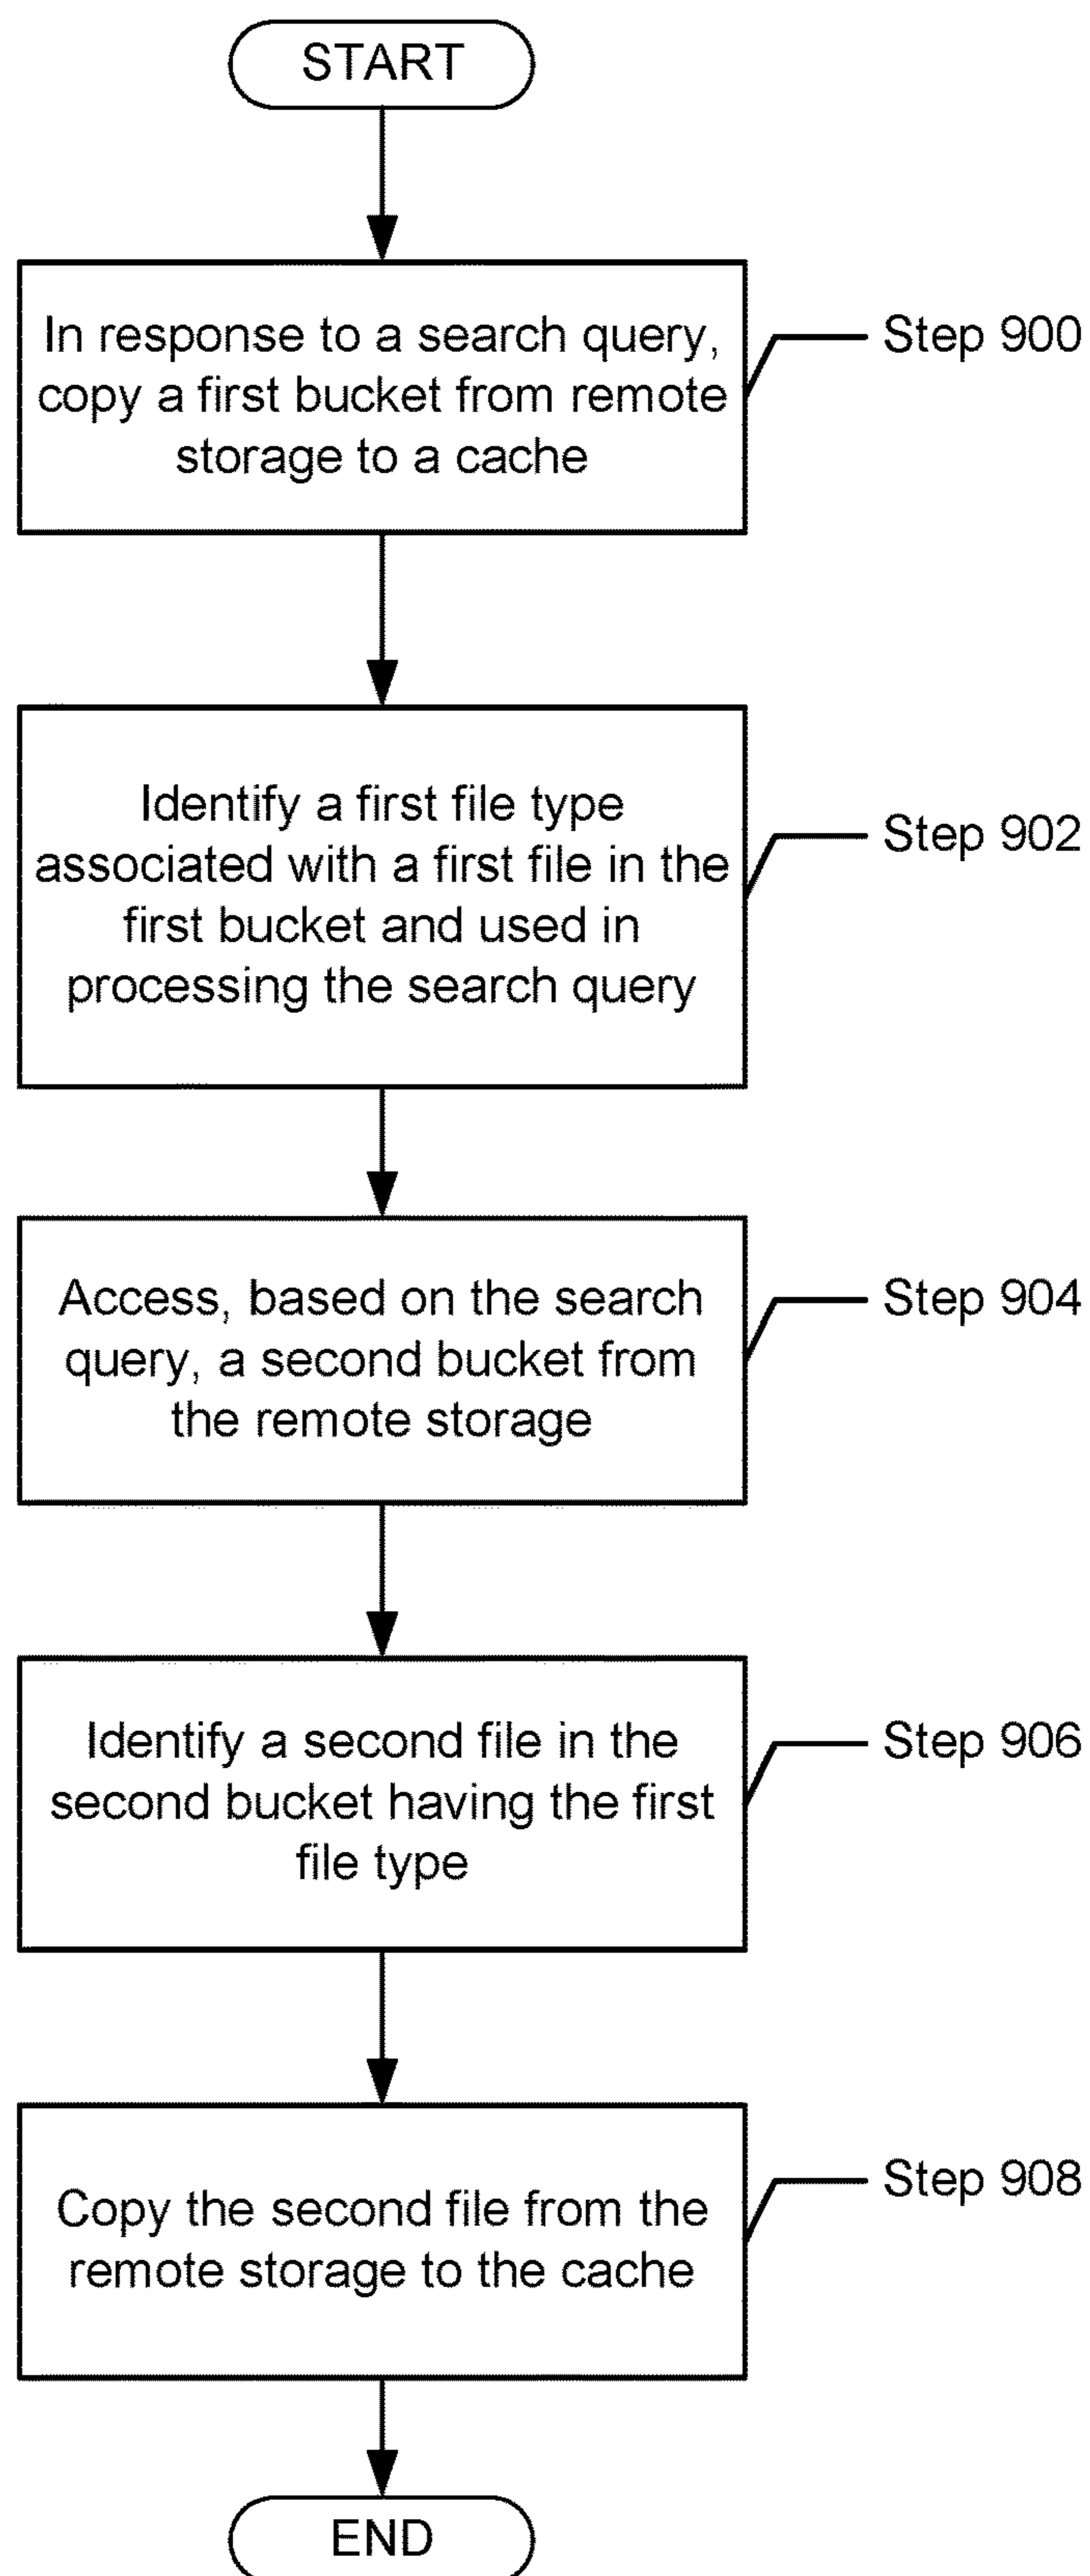 START
In response to a search query,
copy a first bucket from remote
storage to a cache
Step 900
Identify a first file type
associated with a first file in the
first bucket and used in
processing the search query
Step 902
Access, based on the search
query, a second bucket from
the remote storage
Step 904
Identify a second file in the
second bucket having the first
file type
Step 906
Copy the second file from the
remote storage to the cache
Step 908
END